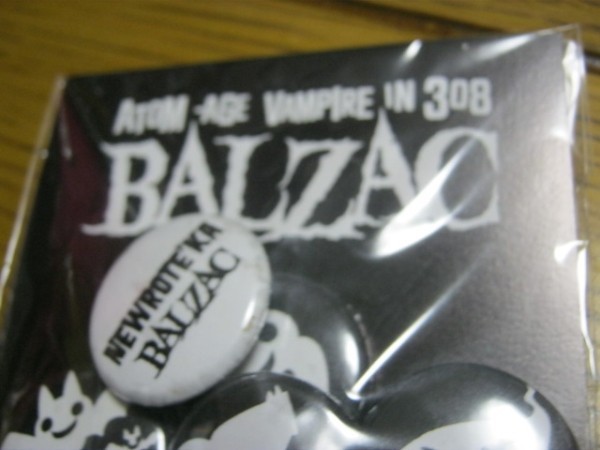 ATOM-AGE VAMPIRE IN 308
BALZAC
NEWROTE'KA
BALZAC